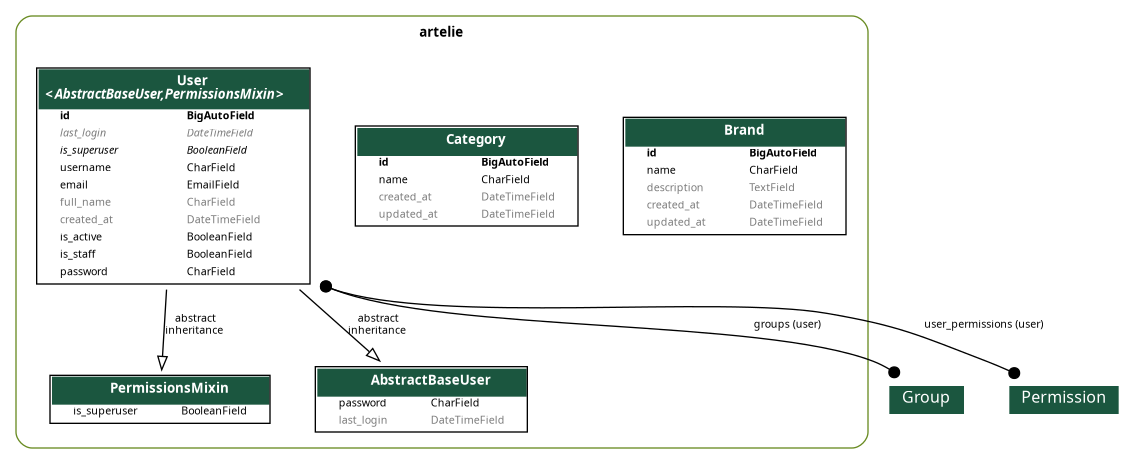 artelie
User
<AbstractBaseUser,PermissionsMixin>
id BigAutoField
last_login DateTimeField
is_superuser BooleanField
username CharField
email EmailField
full_name CharField
created_at DateTimeField
is_active BooleanField
is_staff BooleanField
password CharField
Category
id BigAutoField
name CharField
created_at DateTimeField
updated_at DateTimeField
Brand
id BigAutoField
name CharField
description TextField
created_at DateTimeField
updated_at DateTimeField
abstract
inheritance
abstract
inheritance
groups (user)
user_permissions (user)
PermissionsMixin
is_superuser BooleanField
AbstractBaseUser
password CharField
last_login DateTimeField
Group
Permission